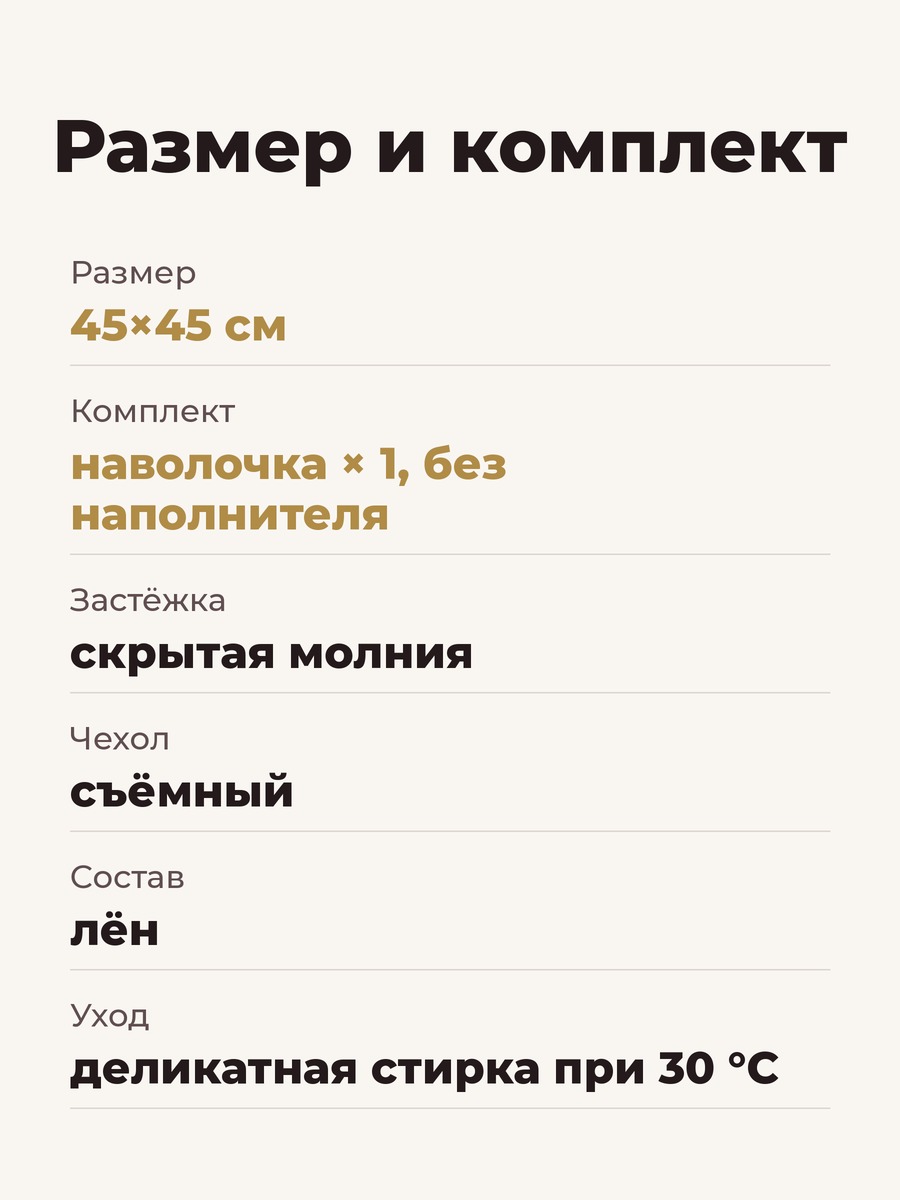 Размер и комплект
Размер
45×45 см
Комплект
наволочка × 1, без
наполнителя
Застёжка
скрытая молния
Чехол
съёмный
Состав
лён
Уход
деликатная стирка при 30 °C